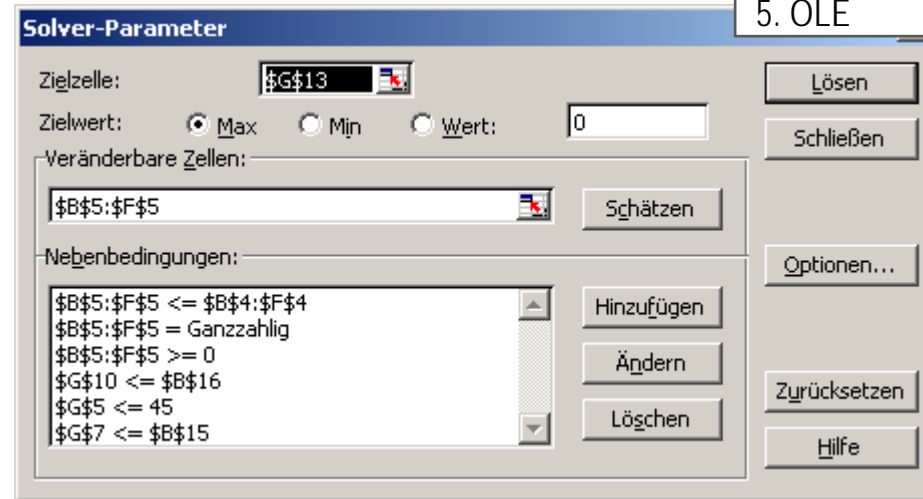 5. OLE
Solver-Parameter
Zielzelle: $G$13 Lösen
Zielwert: Max Min Wert: 0
Schließen
Veränderbare Zellen:
$B$5:$F$5 Schätzen
Nebenbedingungen: Optionen...
$B$5:$F$5 <= $B$4:$F$4 Hinzufügen
$B$5:$F$5 = Ganzzahlig
$B$5:$F$5 >= 0 Ändern
$G$10 <= $B$16 Zurücksetzen
$G$5 <= 45 Löschen
$G$7 <= $B$15 Hilfe